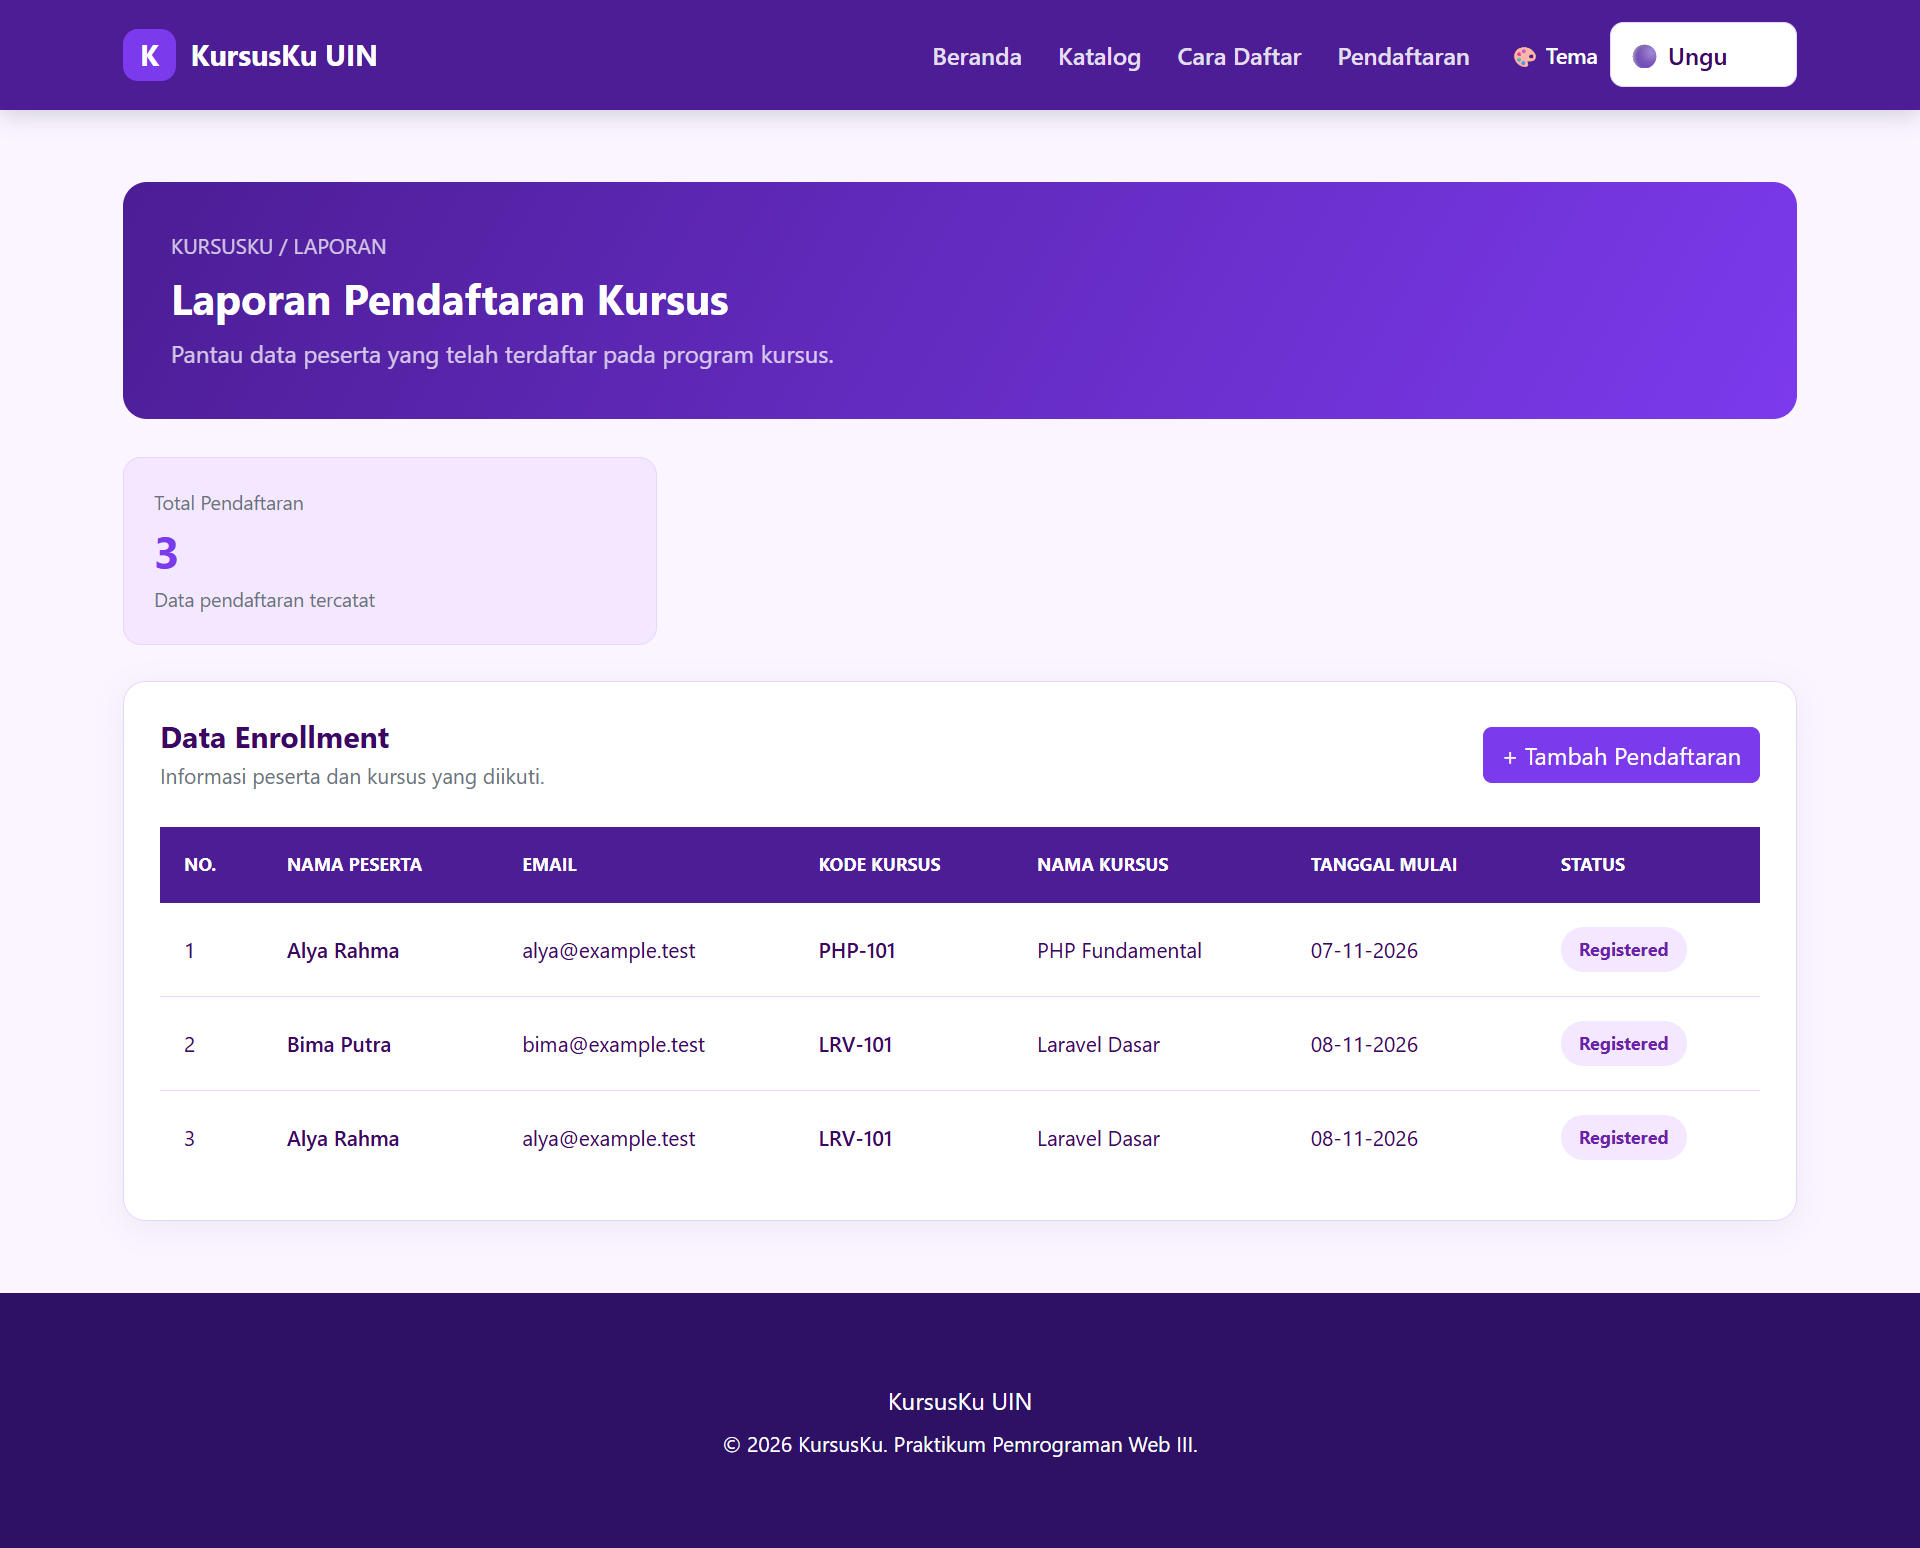 K KursusKu UIN Beranda Katalog Cara Daftar Pendaftaran 🎨 Tema Ungu
KURSUSKU / LAPORAN
Laporan Pendaftaran Kursus
Pantau data peserta yang telah terdaftar pada program kursus.
Total Pendaftaran
3
Data pendaftaran tercatat
Data Enrollment
Informasi peserta dan kursus yang diikuti.
+ Tambah Pendaftaran
NO. NAMA PESERTA EMAIL KODE KURSUS NAMA KURSUS TANGGAL MULAI STATUS
1 Alya Rahma alya@example.test PHP-101 PHP Fundamental 07-11-2026 Registered
2 Bima Putra bima@example.test LRV-101 Laravel Dasar 08-11-2026 Registered
3 Alya Rahma alya@example.test LRV-101 Laravel Dasar 08-11-2026 Registered
KursusKu UIN
© 2026 KursusKu. Praktikum Pemrograman Web III.